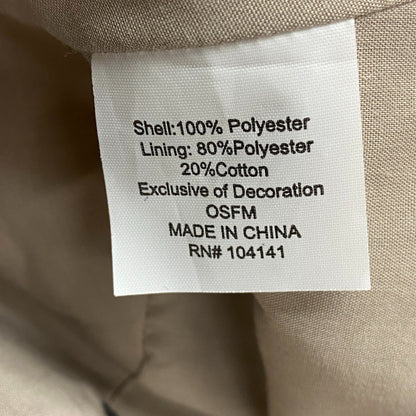 Shell:100% Polyester
Lining: 80%Polyester
20%Cotton
Exclusive of Decoration
OSFM
MADE IN CHINA
RN# 104141